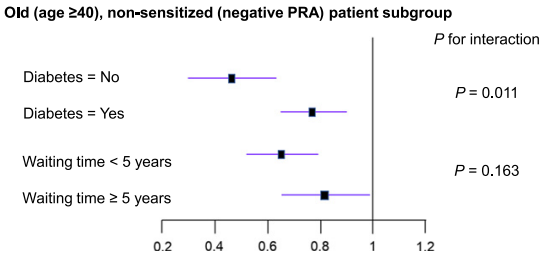 Old (age ≥40), non-sensitized (negative PRA) patient subgroup
P for interaction
Diabetes = No
Diabetes = Yes
P = 0.011
Waiting time < 5 years
Waiting time ≥ 5 years
P = 0.163
0.2 0.4 0.6 0.8 1 1.2